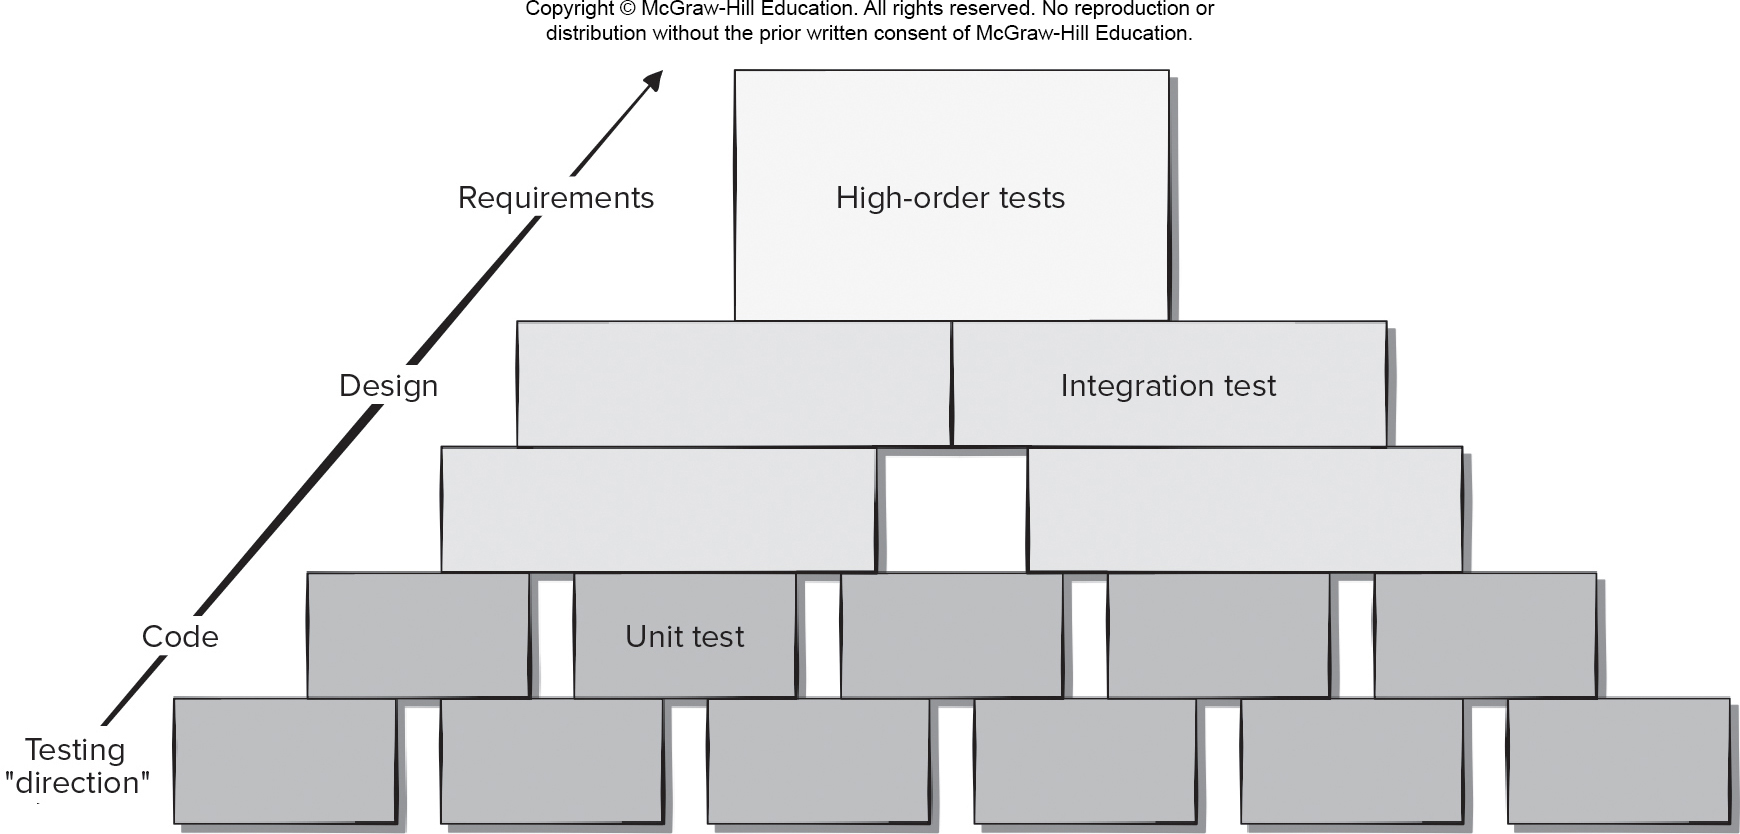 Copyright © McGraw-Hill Education. All rights reserved. No reproduction or
distribution without the prior written consent of McGraw-Hill Education.
Requirements
High-order tests
Design
Integration test
Code
Unit test
Testing
"direction"